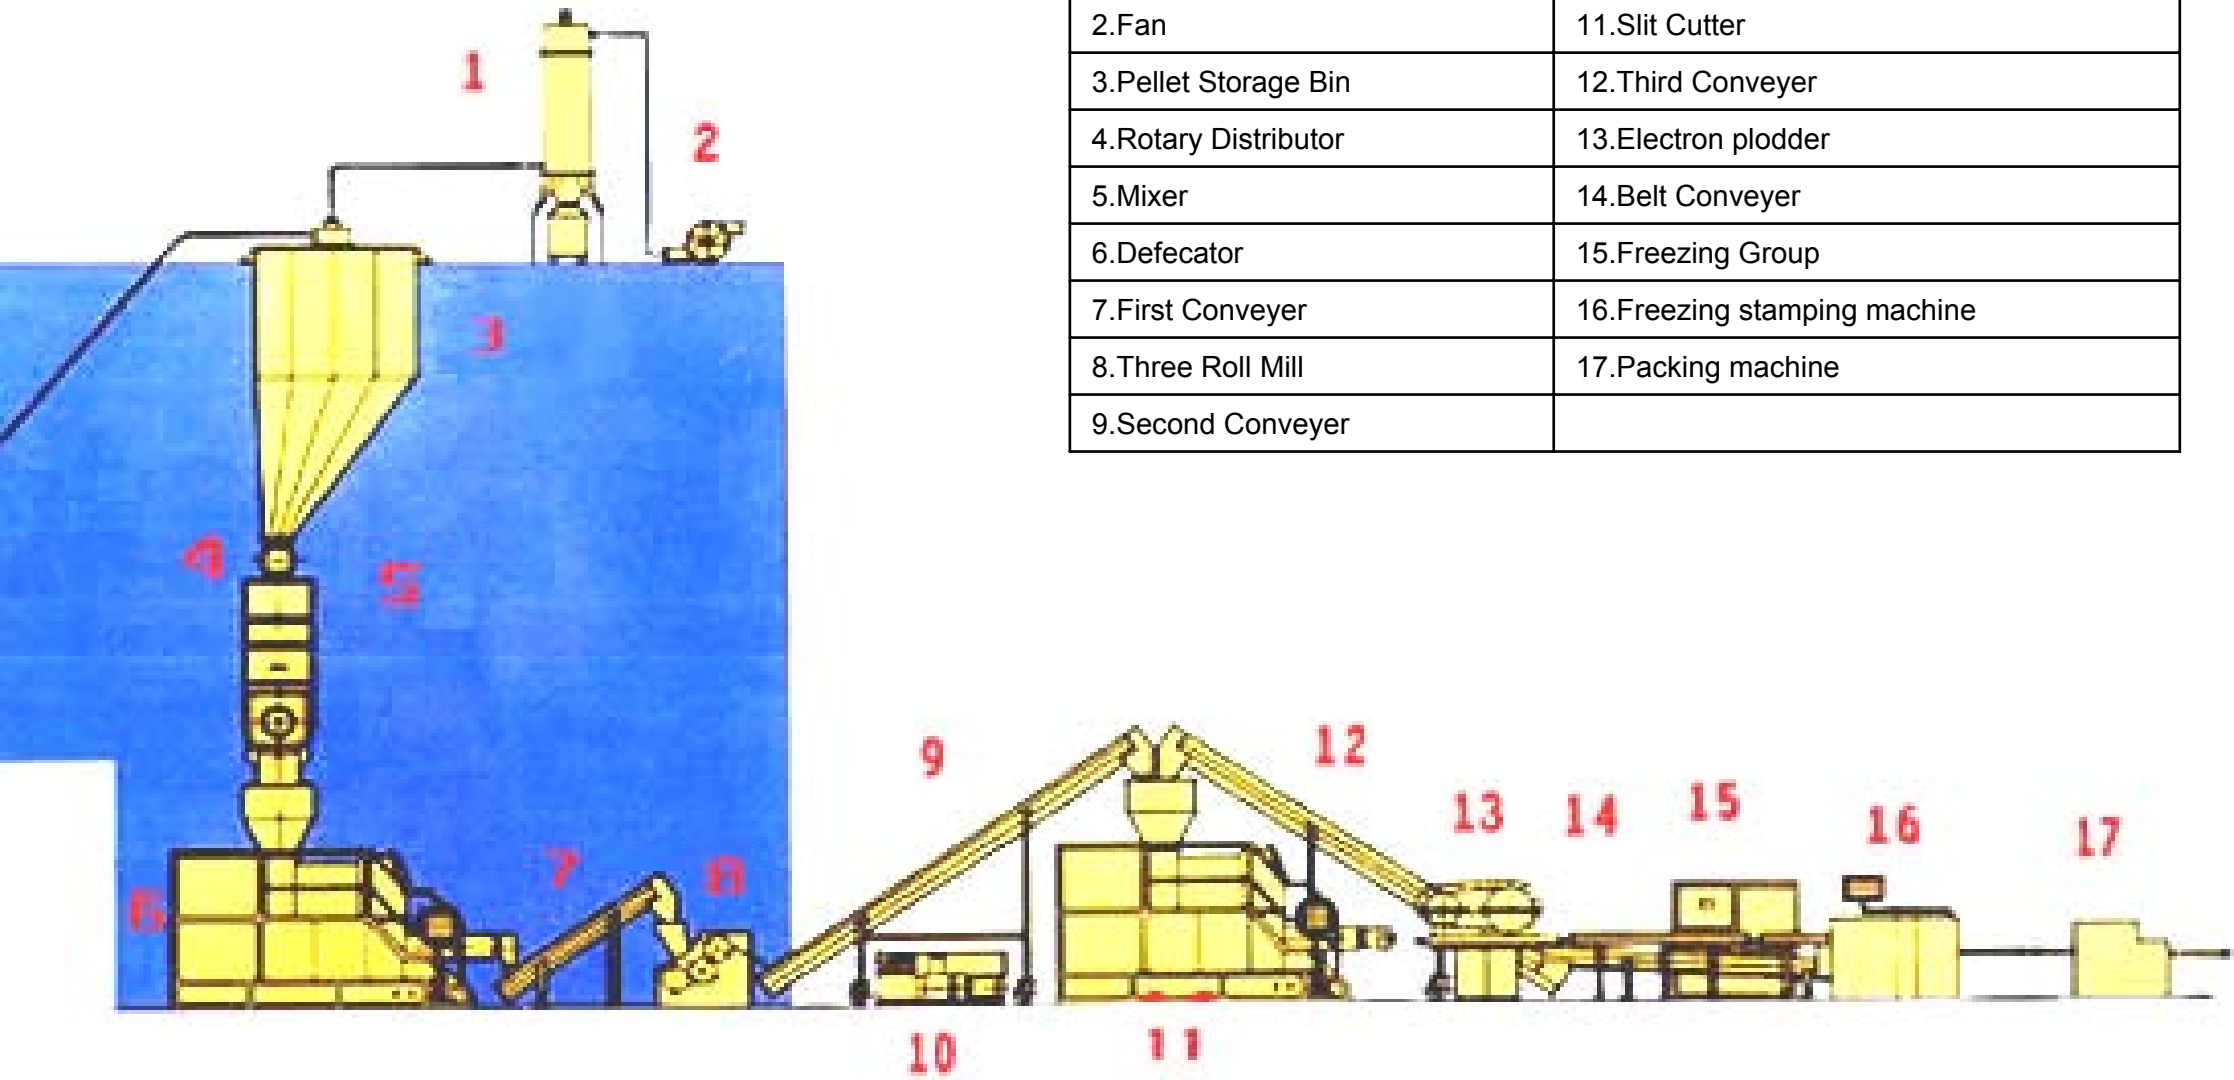 2.Fan 11.Slit Cutter
3.Pellet Storage Bin 12.Third Conveyer
4.Rotary Distributor 13.Electron plodder
5.Mixer 14.Belt Conveyer
6.Defecator 15.Freezing Group
7.First Conveyer 16.Freezing stamping machine
8.Three Roll Mill 17.Packing machine
9.Second Conveyer
1
2
3
4
5
6
7
8
9
10
11
12
13
14
15
16
17